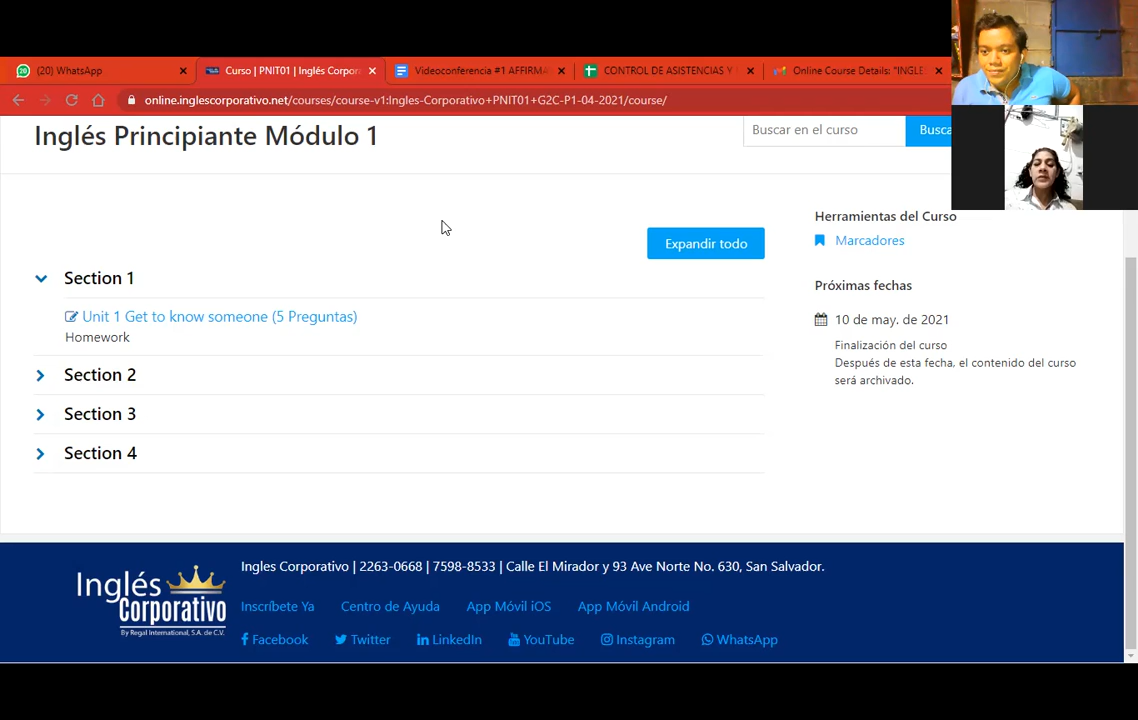 (20) WhatsApp
Curso | PNIT01 | Inglés Corpora
Videoconferencia #1 AFFIRMA
CONTROL DE ASISTENCIAS Y
Online Course Details: "INGLE
online.inglescorporativo.net/courses/course-v1:Ingles-Corporativo+PNIT01+G2C-P1-04-2021/course/
Inglés Principiante Módulo 1
Buscar en el curso
Busca
Herramientas del Curso
Marcadores
Expandir todo
Section 1
Unit 1 Get to know someone (5 Preguntas)
Homework
Section 2
Section 3
Section 4
Próximas fechas
10 de may. de 2021
Finalización del curso
Después de esta fecha, el contenido del curso
será archivado.
Inglés
Corporativo
By Regal International, S.A. de C.V.
Ingles Corporativo | 2263-0668 | 7598-8533 | Calle El Mirador y 93 Ave Norte No. 630, San Salvador.
Inscríbete Ya Centro de Ayuda App Móvil iOS App Móvil Android
Facebook Twitter LinkedIn YouTube Instagram WhatsApp